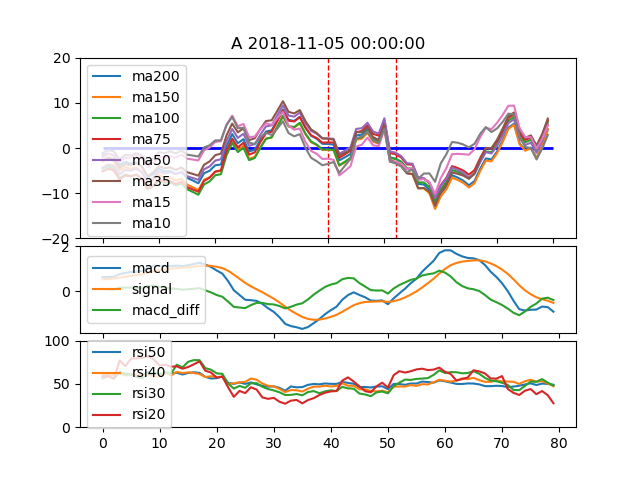 A 2018-11-05 00:00:00
20
10
0
−10
−20
ma200
ma150
ma100
ma75
ma50
ma35
ma15
ma10
2
0
macd
signal
macd_diff
100
50
0
rsi50
rsi40
rsi30
rsi20
0 10 20 30 40 50 60 70 80